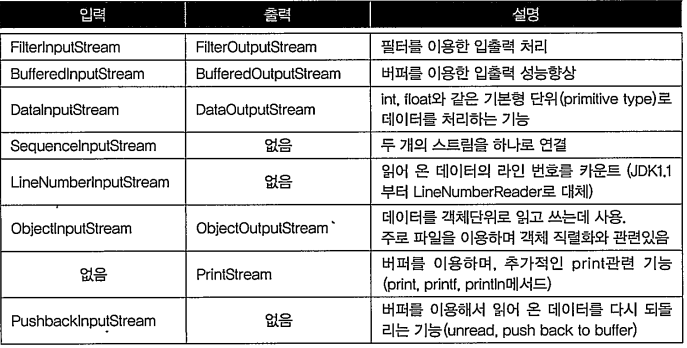 입력 출력 설명
FilterInputStream FilterOutputStream 필터를 이용한 입출력 처리
BufferedInputStream BufferedOutputStream 버퍼를 이용한 입출력 성능향상
DataInputStream DataOutputStream int, float와 같은 기본형 단위(primitive type)로
데이터를 처리하는 기능
SequenceInputStream 없음 두 개의 스트림을 하나로 연결
LineNumberInputStream 없음 읽어 온 데이터의 라인 번호를 카운트 (JDK1.1
부터 LineNumberReader로 대체)
ObjectInputStream ObjectOutputStream 데이터를 객체단위로 읽고 쓰는데 사용.
주로 파일을 이용하며 객체 직렬화와 관련있음
없음 PrintStream 버퍼를 이용하며, 추가적인 print관련 기능
(print, printf, println메서드)
PushbackInputStream 없음 버퍼를 이용해서 읽어 온 데이터를 다시 되돌
리는 기능(unread, push back to buffer)